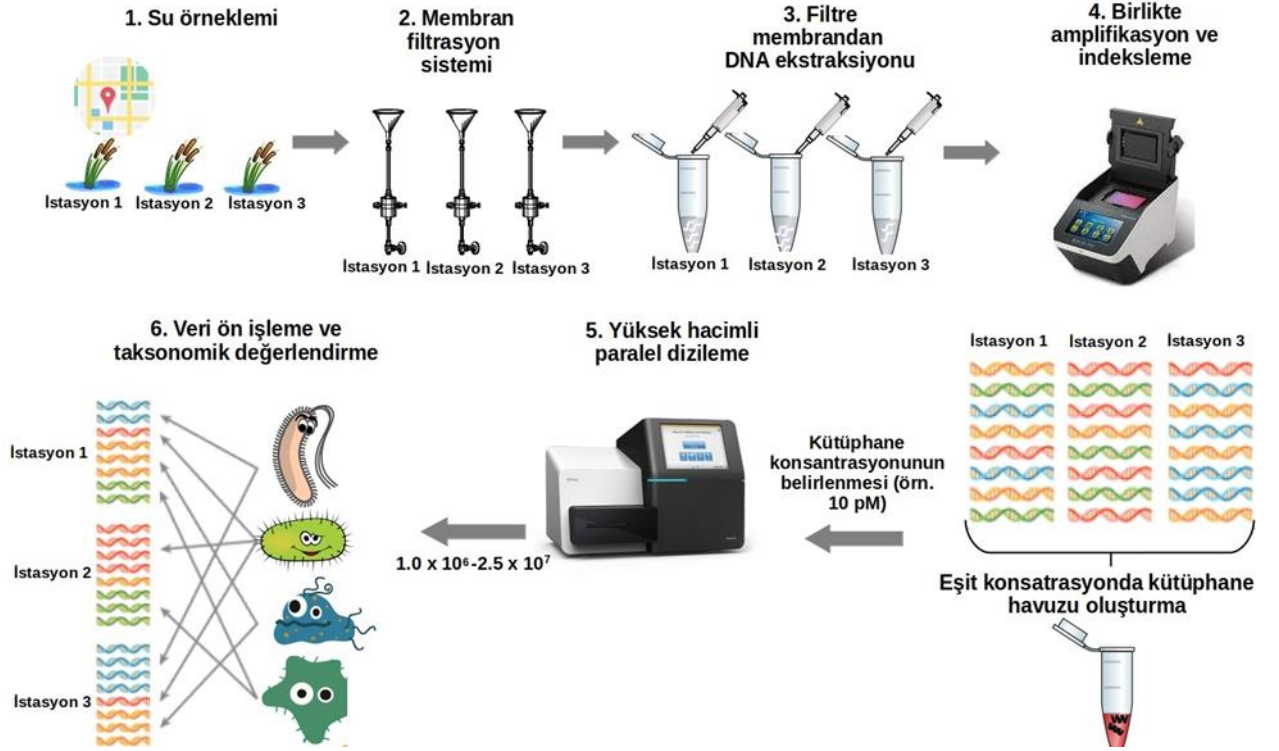 1. Su örneklemi
İstasyon 1
İstasyon 2
İstasyon 3
2. Membran
filtrasyon
sistemi
İstasyon 1
İstasyon 2
İstasyon 3
3. Filtre
membrandan
DNA ekstraksiyonu
İstasyon 1
İstasyon 2
İstasyon 3
4. Birlikte
amplifikasyon ve
indeksleme
İstasyon 1
İstasyon 2
İstasyon 3
Eşit konsatrasyonda kütüphane
havuzu oluşturma
Kütüphane
konsantrasyonunun
belirlenmesi (örn.
10 pM)
5. Yüksek hacimli
paralel dizileme
1.0 x 10⁶-2.5 x 10⁷
6. Veri ön işleme ve
taksonomik değerlendirme
İstasyon 1
İstasyon 2
İstasyon 3